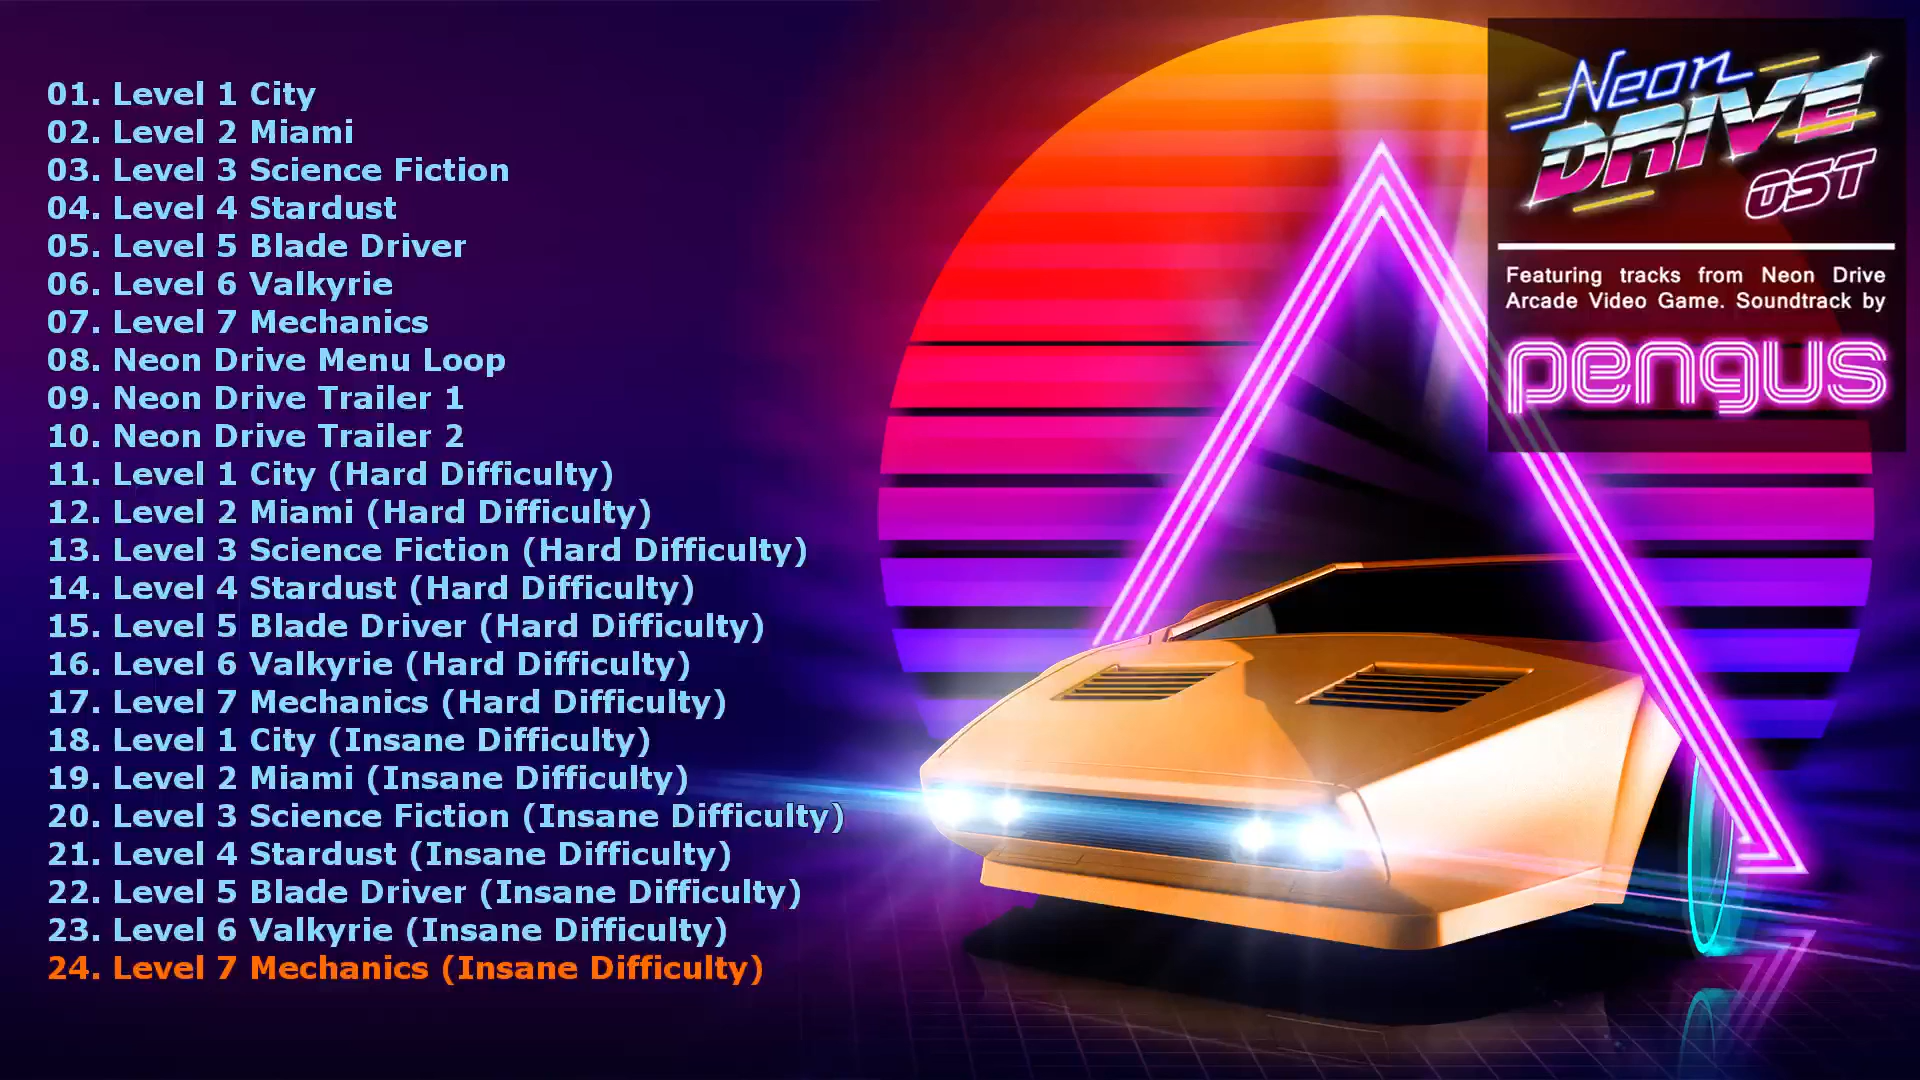 01. Level 1 City
02. Level 2 Miami
03. Level 3 Science Fiction
04. Level 4 Stardust
05. Level 5 Blade Driver
06. Level 6 Valkyrie
07. Level 7 Mechanics
08. Neon Drive Menu Loop
09. Neon Drive Trailer 1
10. Neon Drive Trailer 2
11. Level 1 City (Hard Difficulty)
12. Level 2 Miami (Hard Difficulty)
13. Level 3 Science Fiction (Hard Difficulty)
14. Level 4 Stardust (Hard Difficulty)
15. Level 5 Blade Driver (Hard Difficulty)
16. Level 6 Valkyrie (Hard Difficulty)
17. Level 7 Mechanics (Hard Difficulty)
18. Level 1 City (Insane Difficulty)
19. Level 2 Miami (Insane Difficulty)
20. Level 3 Science Fiction (Insane Difficulty)
21. Level 4 Stardust (Insane Difficulty)
22. Level 5 Blade Driver (Insane Difficulty)
23. Level 6 Valkyrie (Insane Difficulty)
24. Level 7 Mechanics (Insane Difficulty)
Neon
DRIVE
OST
Featuring tracks from Neon Drive
Arcade Video Game. Soundtrack by
pengus